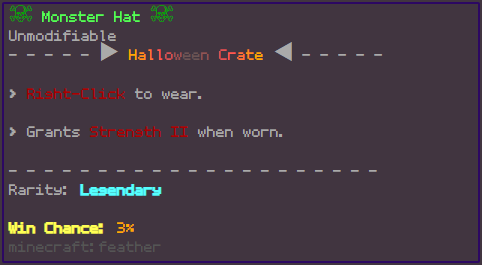 ☠ Monster Hat ☠
Unmodifiable
- - - - - ▶ Halloween Crate ◀ - - - - -
> Right-Click to wear.
> Grants Strength II when worn.
- - - - - - - - - - - - - - - - - - - - -
Rarity: Legendary
Win Chance: 3%
minecraft:feather